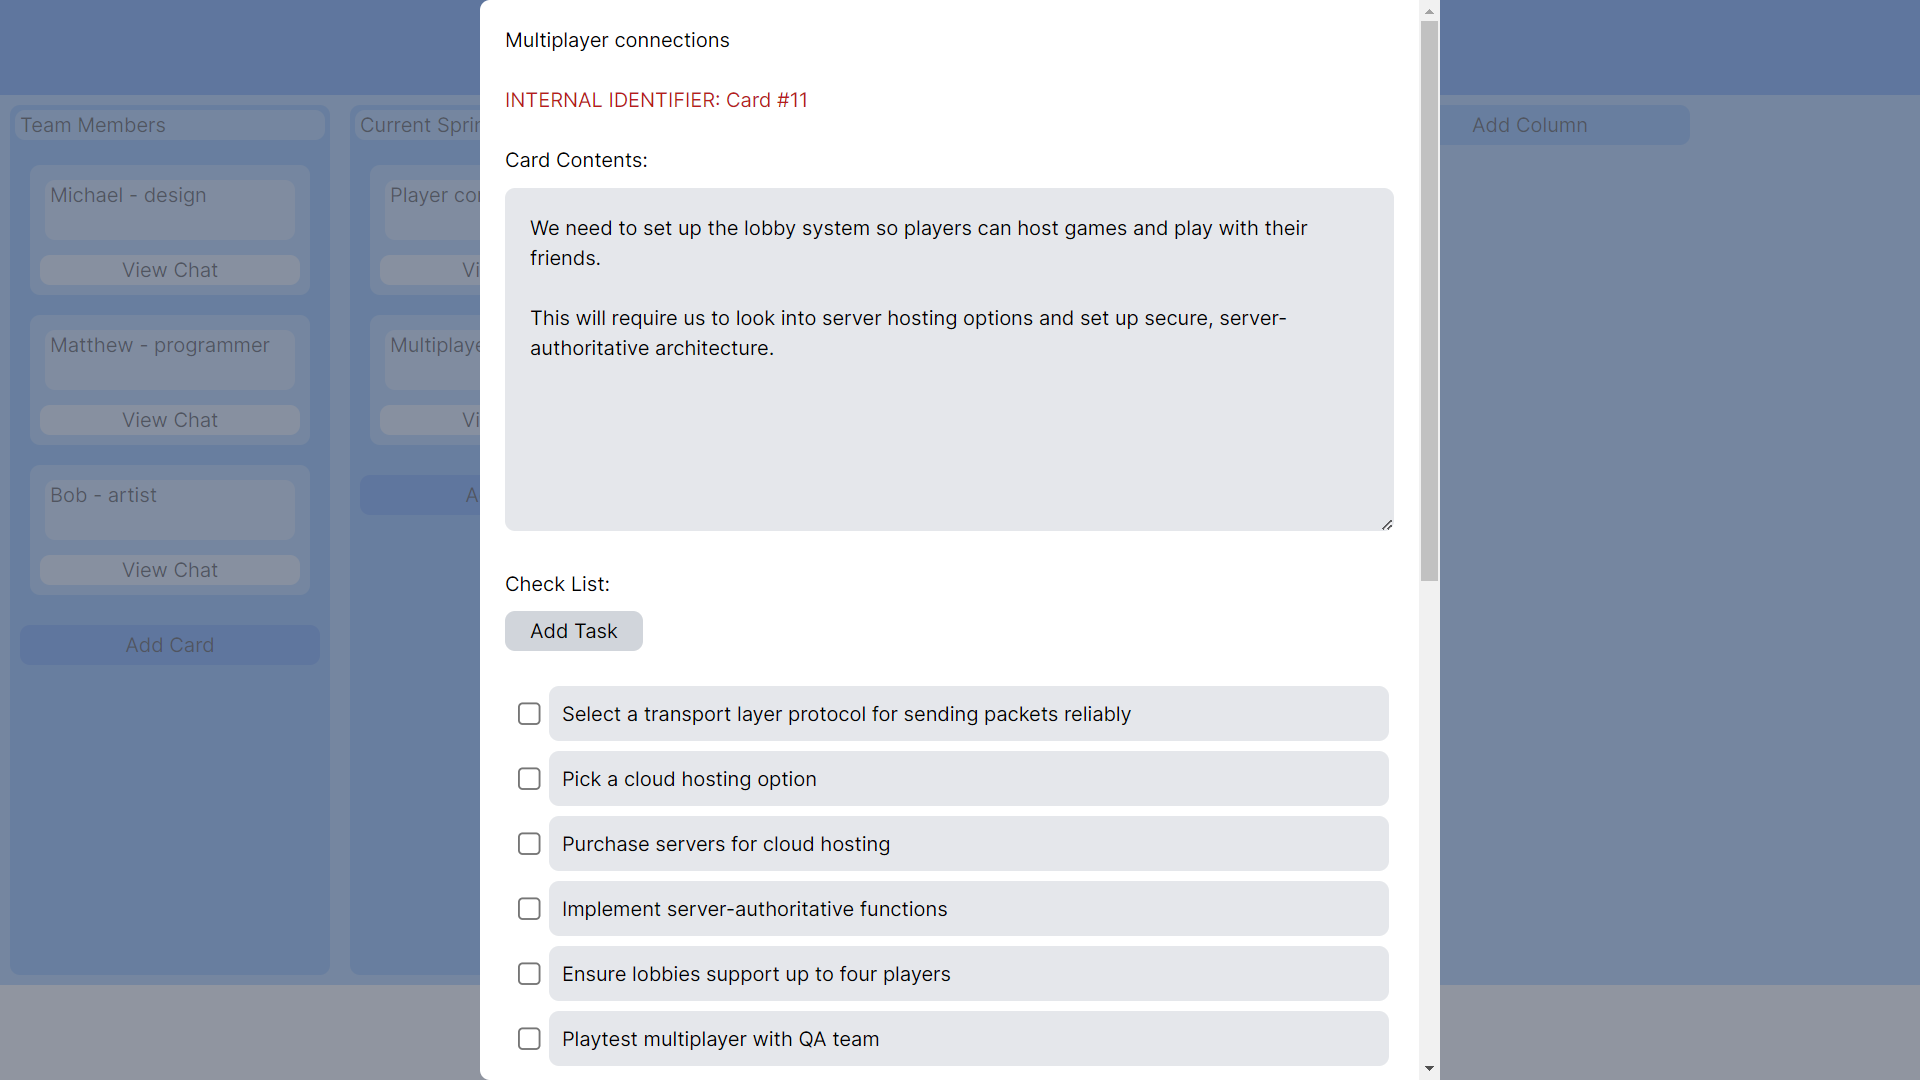 Multiplayer connections
INTERNAL IDENTIFIER: Card #11
Card Contents:
We need to set up the lobby system so players can host games and play with their
friends.
This will require us to look into server hosting options and set up secure, server-
authoritative architecture.
Check List:
Add Task
Select a transport layer protocol for sending packets reliably
Pick a cloud hosting option
Purchase servers for cloud hosting
Implement server-authoritative functions
Ensure lobbies support up to four players
Playtest multiplayer with QA team
Team Members
Michael - design
View Chat
Matthew - programmer
View Chat
Bob - artist
View Chat
Add Card
Current
Player
Add Column